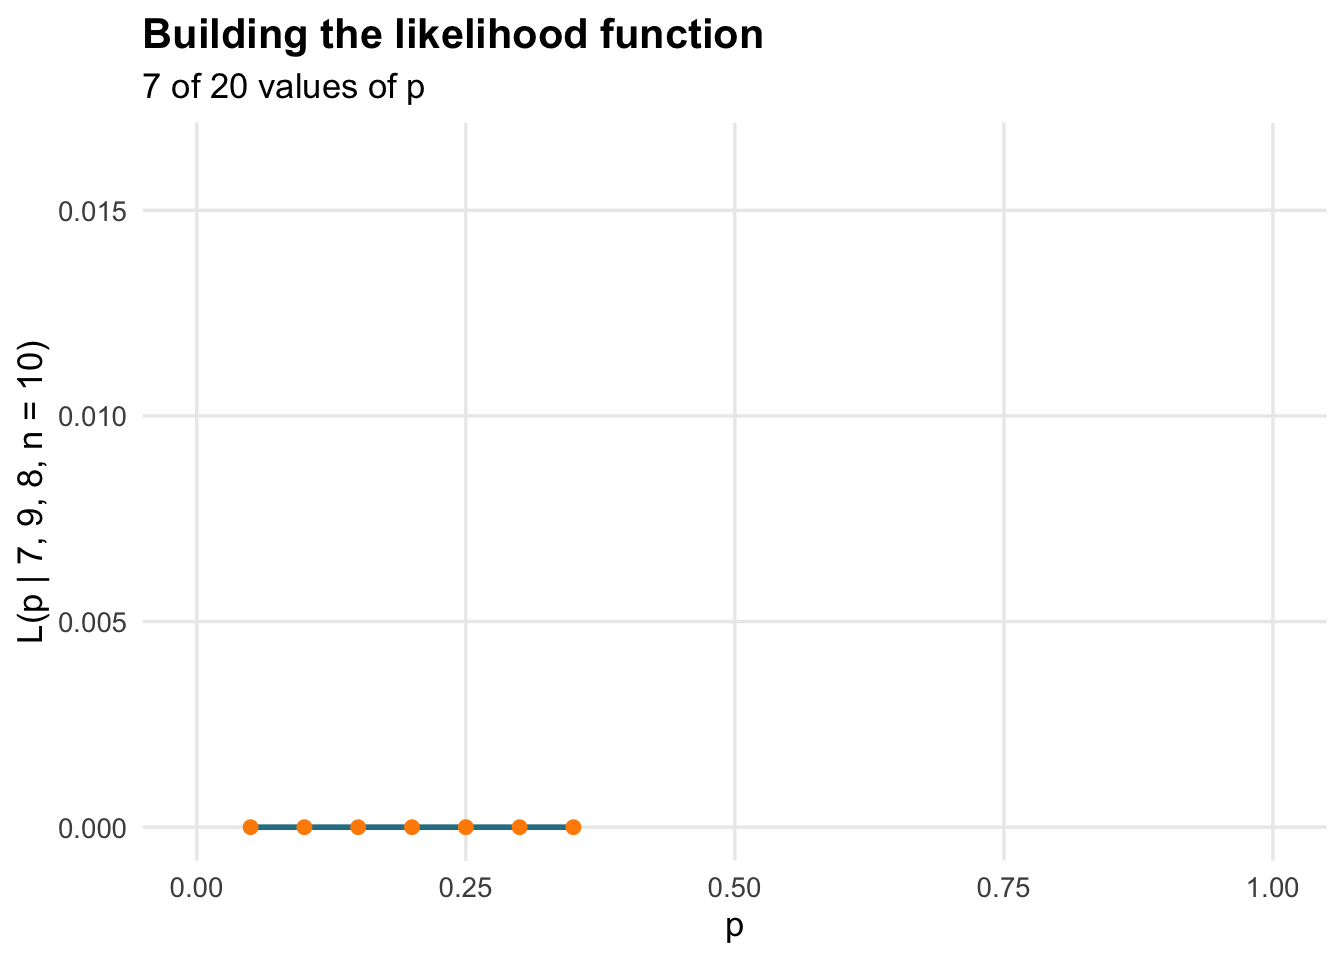 Building the likelihood function
7 of 20 values of p
L(p | 7, 9, 8, n = 10)
0.015
0.010
0.005
0.000
0.00 0.25 0.50 0.75 1.00
p